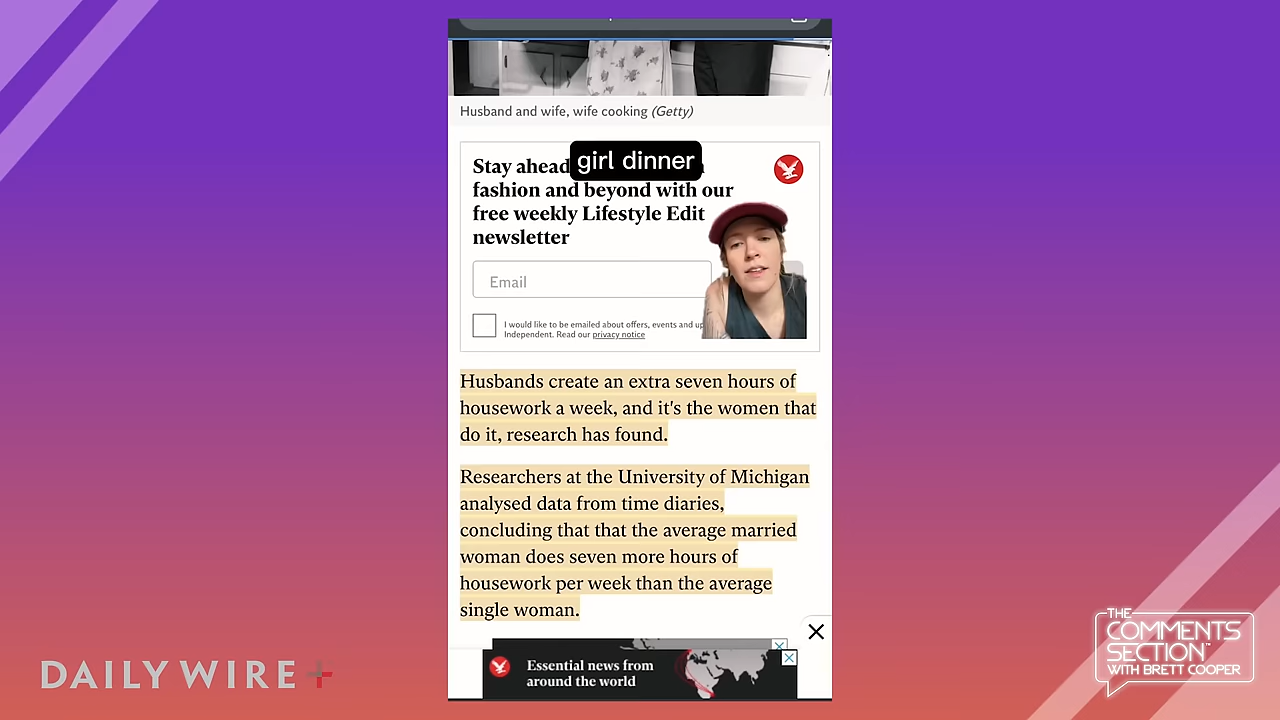 Husband and wife, wife cooking (Getty)
girl dinner
Stay ahead
fashion and beyond with our
free weekly Lifestyle Edit
newsletter
Email
I would like to be emailed about offers, events and
Independent. Read our privacy notice
Husbands create an extra seven hours of
housework a week, and it's the women that
do it, research has found.
Researchers at the University of Michigan
analysed data from time diaries,
concluding that that the average married
woman does seven more hours of
housework per week than the average
single woman.
Essential news from
around the world
DAILY WIRE+
THE
COMMENTS
SECTION™
WITH BRETT COOPER